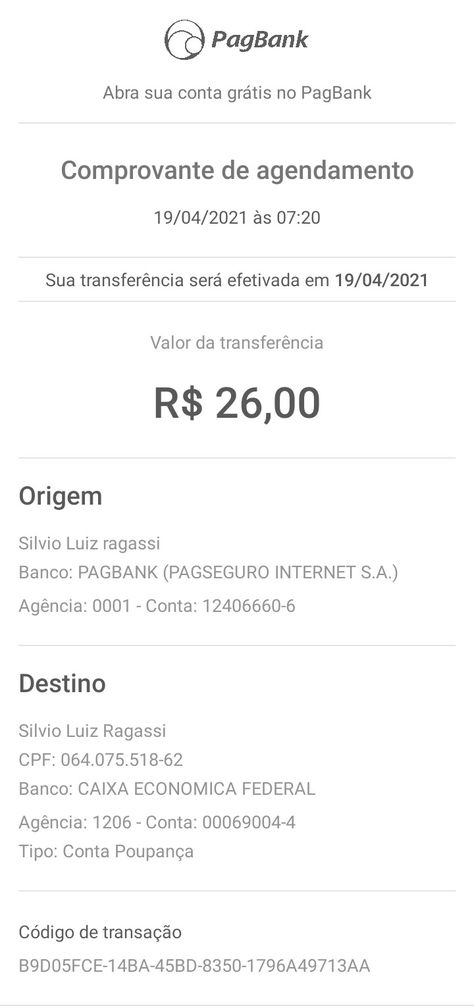 PagBank
Abra sua conta grátis no PagBank
Comprovante de agendamento
19/04/2021 às 07:20
Sua transferência será efetivada em 19/04/2021
Valor da transferência
R$ 26,00
Origem
Silvio Luiz ragassi
Banco: PAGBANK (PAGSEGURO INTERNET S.A.)
Agência: 0001 - Conta: 12406660-6
Destino
Silvio Luiz Ragassi
CPF: 064.075.518-62
Banco: CAIXA ECONOMICA FEDERAL
Agência: 1206 - Conta: 00069004-4
Tipo: Conta Poupança
Código de transação
B9D05FCE-14BA-45BD-8350-1796A49713AA